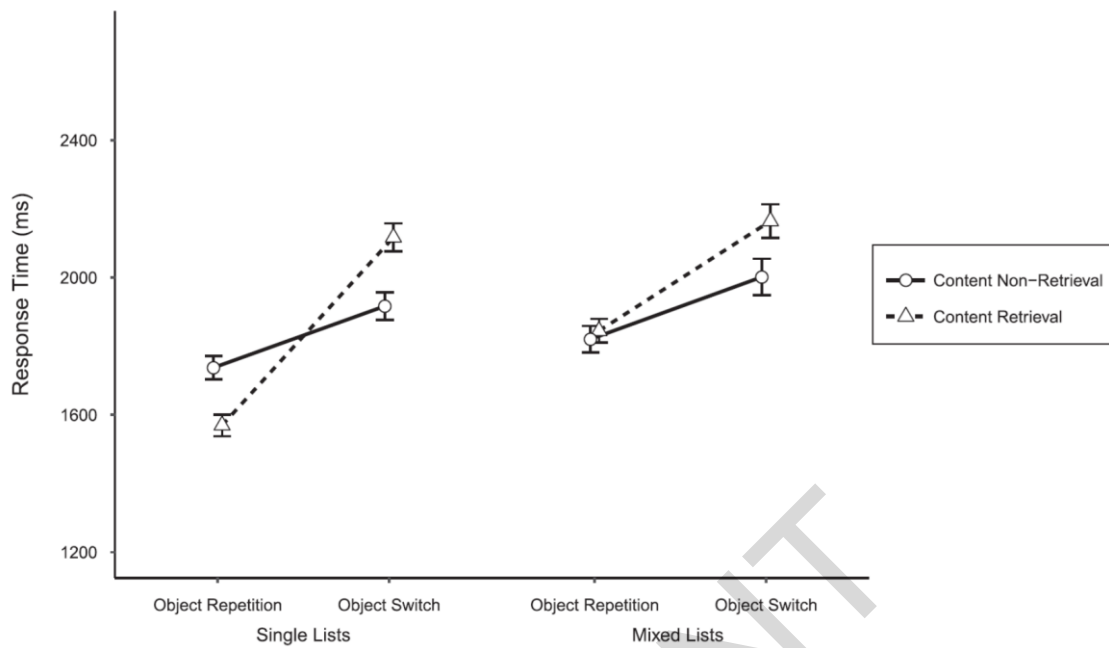 2400
2000
1600
1200
Response Time (ms)
Object Repetition
Object Switch
Object Repetition
Object Switch
Single Lists
Mixed Lists
Content Non−Retrieval
Content Retrieval
NT